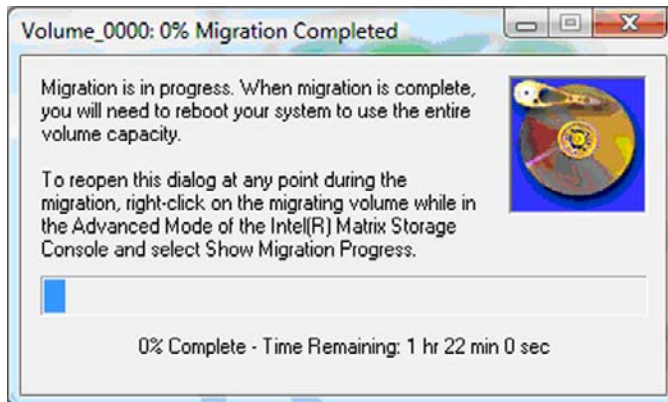 Volume_0000: 0% Migration Completed
Migration is in progress. When migration is complete,
you will need to reboot your system to use the entire
volume capacity.
To reopen this dialog at any point during the
migration, right-click on the migrating volume while in
the Advanced Mode of the Intel(R) Matrix Storage
Console and select Show Migration Progress.
0% Complete - Time Remaining: 1 hr 22 min 0 sec